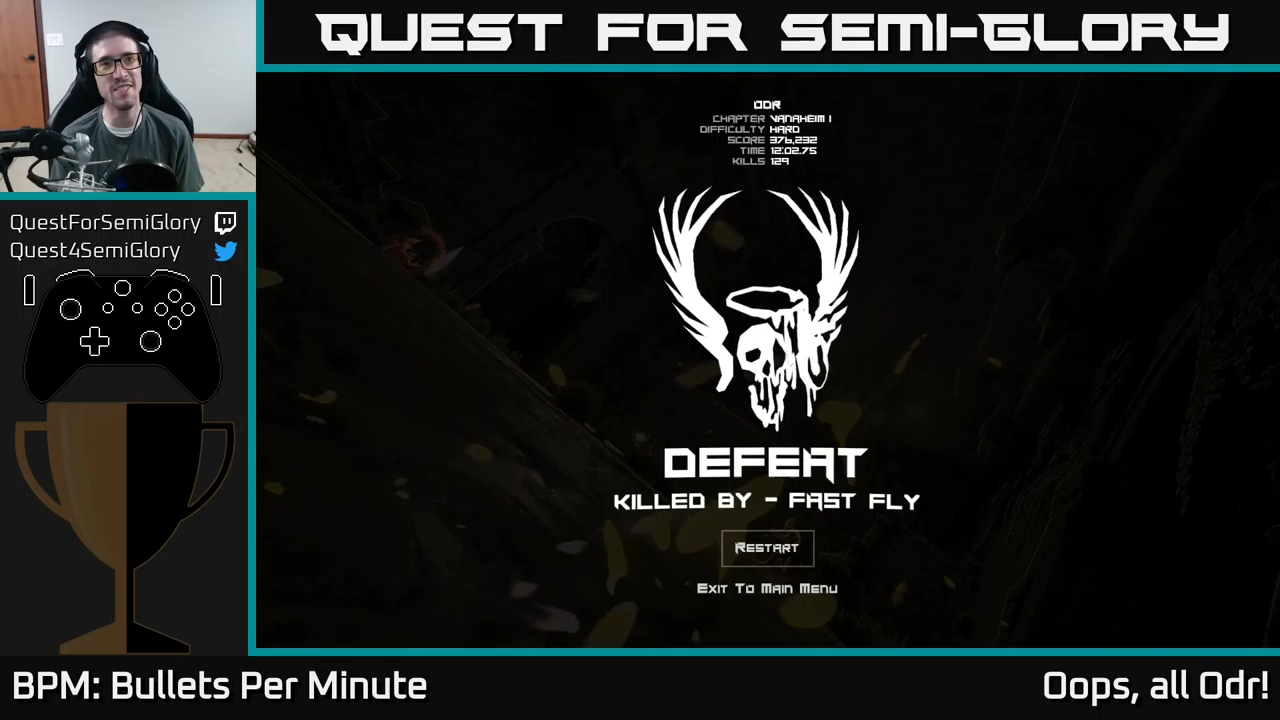 QUEST FOR SEMI-GLORY
QuestForSemiGlory
Quest4SemiGlory
ODR
CHAPTER VANAHEIM I
DIFFICULTY HARD
SCORE 376,232
TIME 12:02.75
KILLS 129
DEFEAT
KILLED BY - FAST FLY
RESTART
EXIT TO MAIN MENU
BPM: Bullets Per Minute
Oops, all Odr!